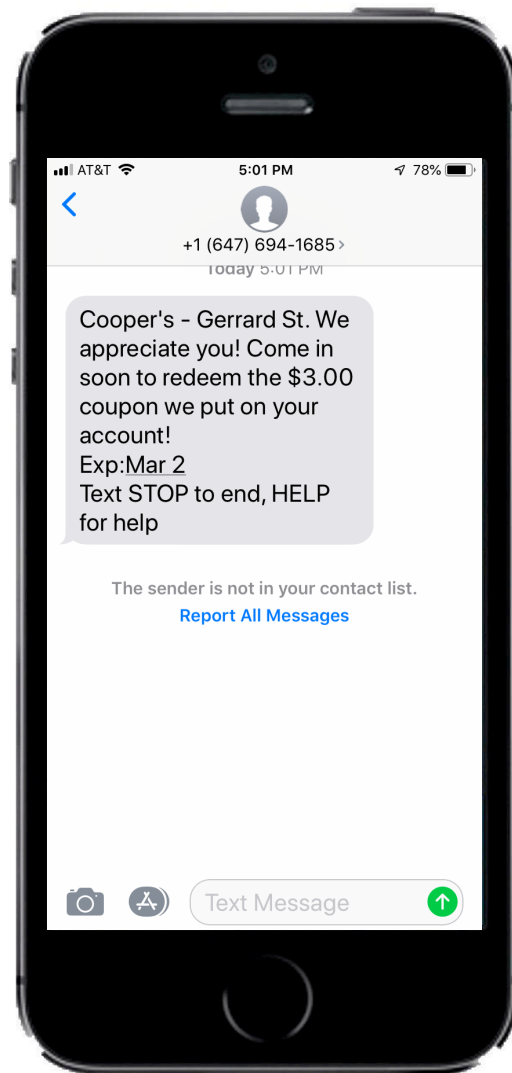 AT&T 5:01 PM 78%
+1 (647) 694-1685
Today 5:01 PM
Cooper's - Gerrard St. We
appreciate you! Come in
soon to redeem the $3.00
coupon we put on your
account!
Exp:Mar 2
Text STOP to end, HELP
for help
The sender is not in your contact list.
Report All Messages
Text Message